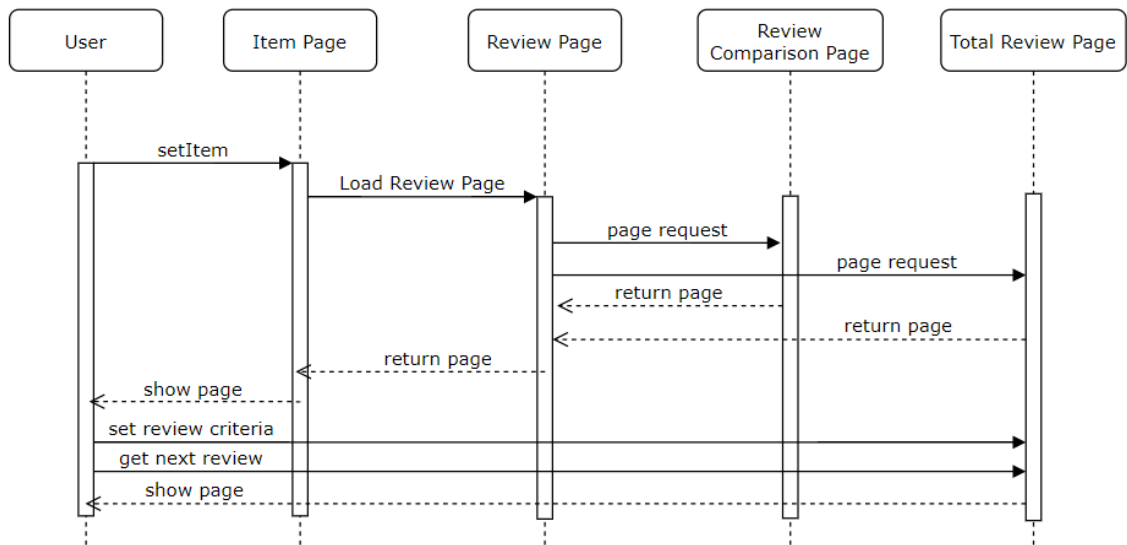 User
Item Page
Review Page
Review
Comparison Page
Total Review Page
setItem
Load Review Page
page request
page request
return page
return page
return page
show page
set review criteria
get next review
show page